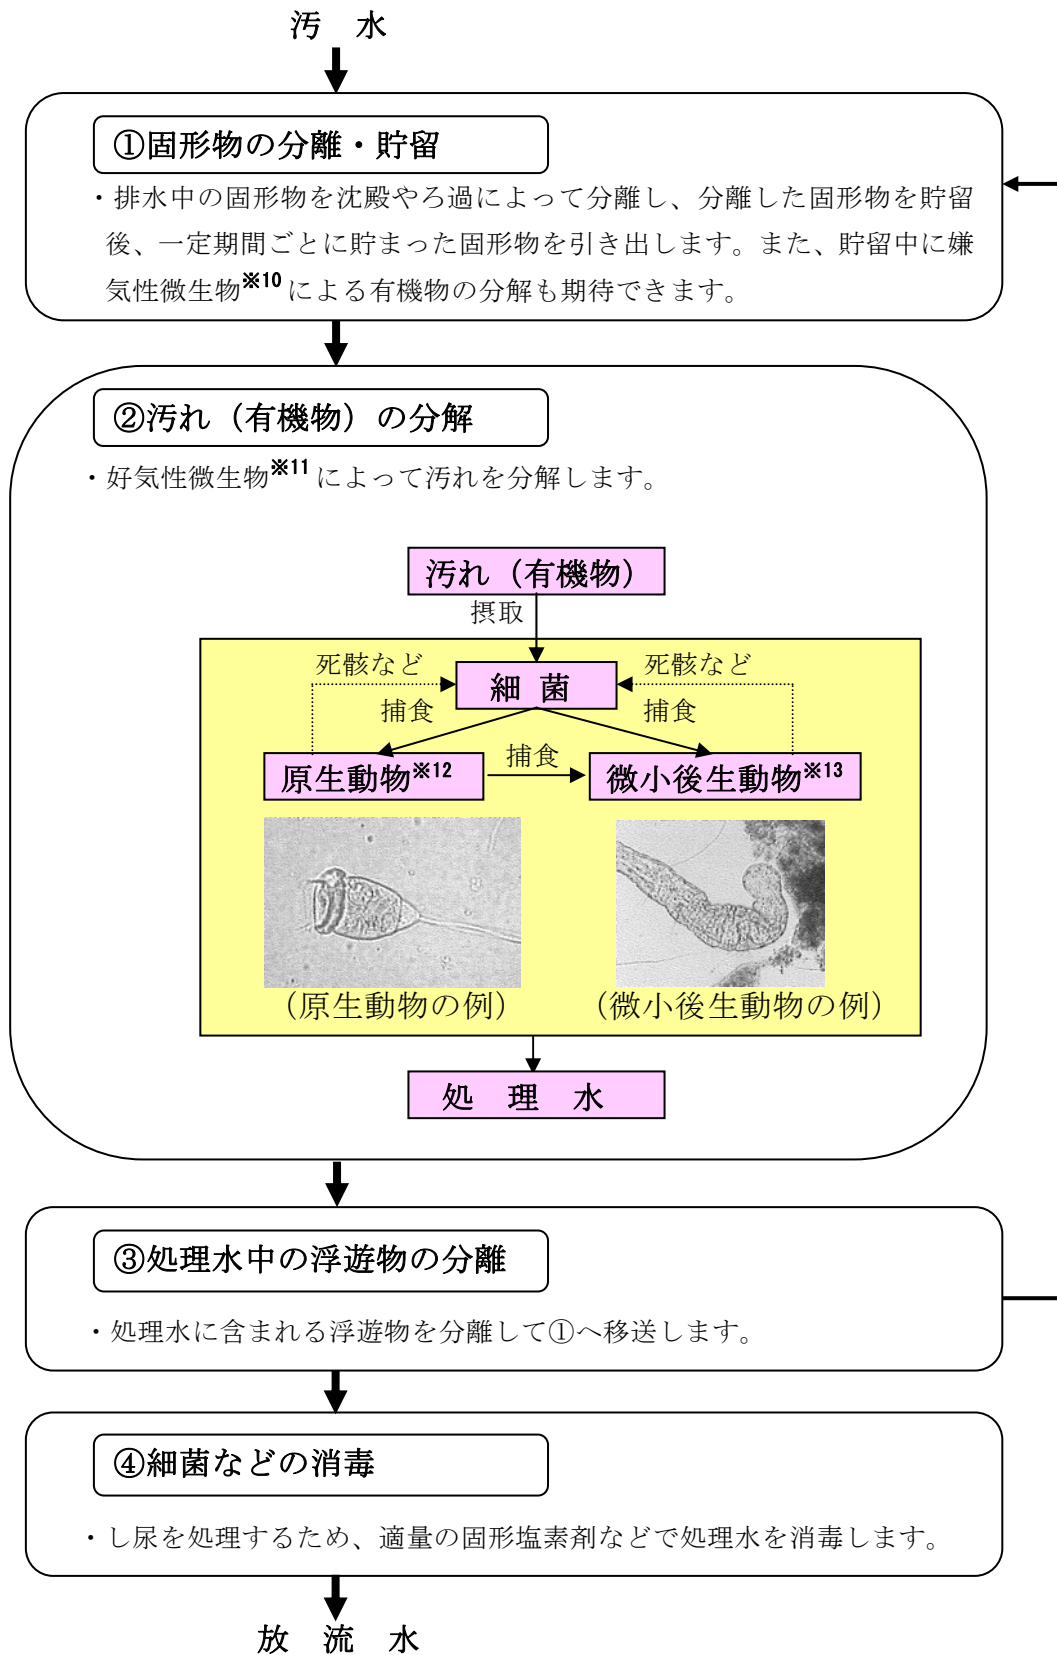 汚　水
①固形物の分離・貯留
・排水中の固形物を沈殿やろ過によって分離し、分離した固形物を貯留
後、一定期間ごとに貯まった固形物を引き出します。また、貯留中に嫌
気性微生物※10による有機物の分解も期待できます。
②汚れ（有機物）の分解
・好気性微生物※11によって汚れを分解します。
汚れ（有機物）
摂取
死骸など
細 菌
死骸など
捕食
捕食
原生動物※12
捕食
微小後生動物※13
（原生動物の例）
（微小後生動物の例）
処　理　水
③処理水中の浮遊物の分離
・処理水に含まれる浮遊物を分離して①へ移送します。
④細菌などの消毒
・し尿を処理するため、適量の固形塩素剤などで処理水を消毒します。
放　流　水